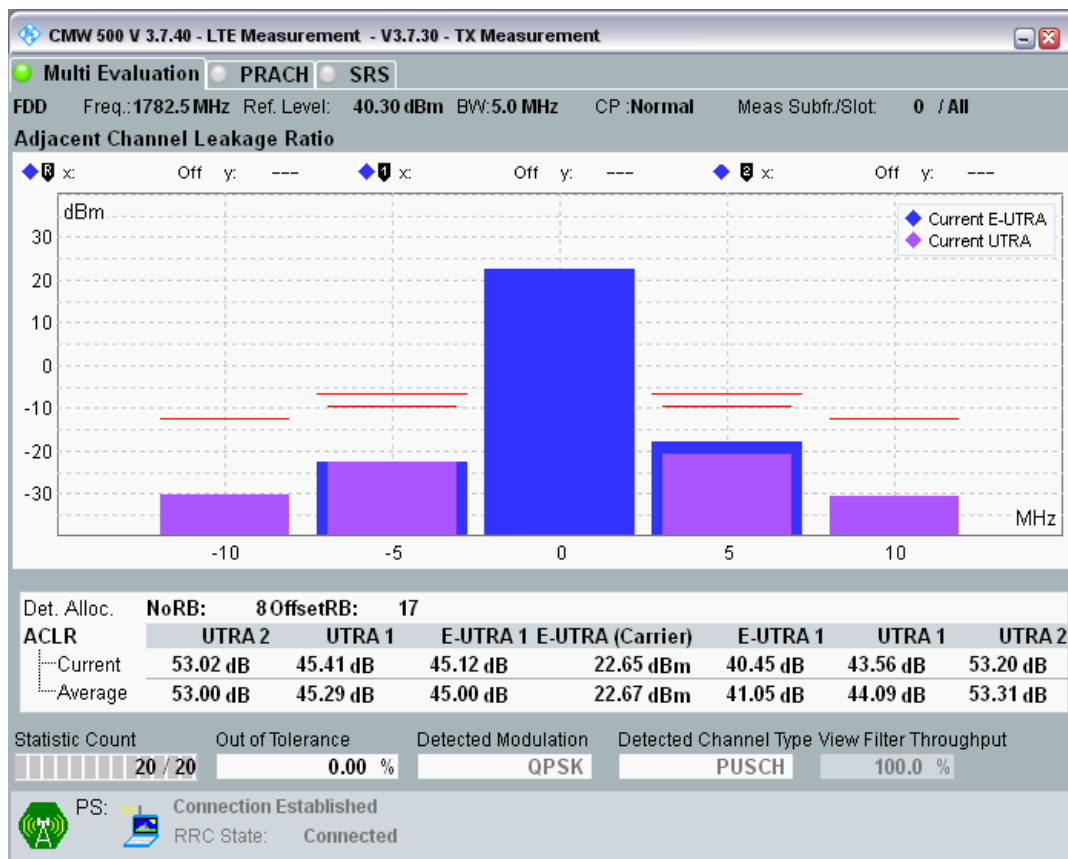 CMW 500 V 3.7.40 - LTE Measurement - V3.7.30 - TX Measurement
Multi Evaluation PRACH SRS
FDD Freq.:1782.5 MHz Ref. Level: 40.30 dBm BW:5.0 MHz CP :Normal Meas Subfr./Slot: 0 / All
Adjacent Channel Leakage Ratio
R x: Off y: --- 1 x: Off y: --- 2 x: Off y: ---
dBm
Current E-UTRA
Current UTRA
30
20
10
0
-10
-20
-30
MHz
-10 -5 0 5 10
Det. Alloc. NoRB: 8 OffsetRB: 17
ACLR UTRA 2 UTRA 1 E-UTRA 1 E-UTRA (Carrier) E-UTRA 1 UTRA 1 UTRA 2
Current 53.02 dB 45.41 dB 45.12 dB 22.65 dBm 40.45 dB 43.56 dB 53.20 dB
Average 53.00 dB 45.29 dB 45.00 dB 22.67 dBm 41.05 dB 44.09 dB 53.31 dB
Statistic Count Out of Tolerance Detected Modulation Detected Channel Type View Filter Throughput
20 / 20 0.00 % QPSK PUSCH 100.0 %
PS: Connection Established
RRC State: Connected